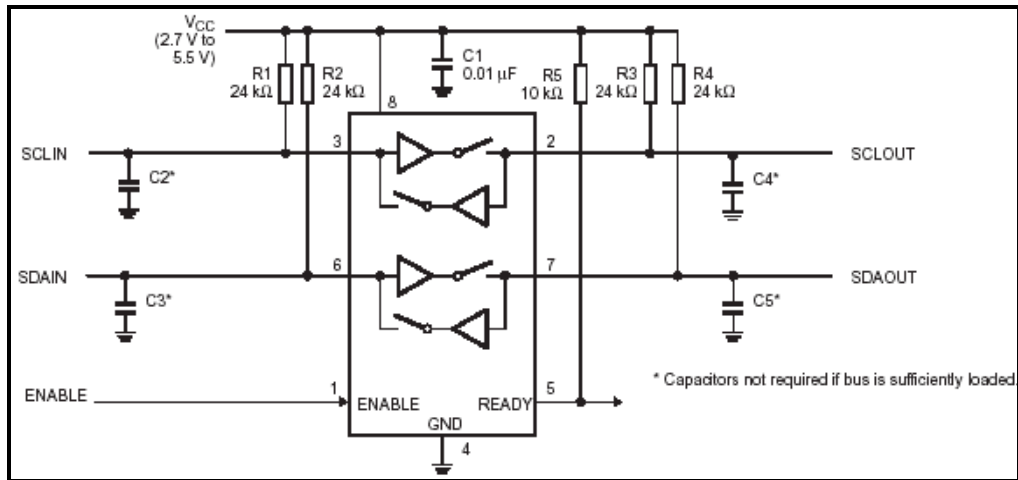 VCC
(2.7 V to
5.5 V)
C1
0.01 μF
R1
24 kΩ
R2
24 kΩ
R5
10 kΩ
R3
24 kΩ
R4
24 kΩ
8
SCLIN
3
2
SCLOUT
C2*
C4*
SDAIN
6
7
SDAOUT
C3*
C5*
* Capacitors not required if bus is sufficiently loaded.
ENABLE
1
ENABLE
READY
5
GND
4